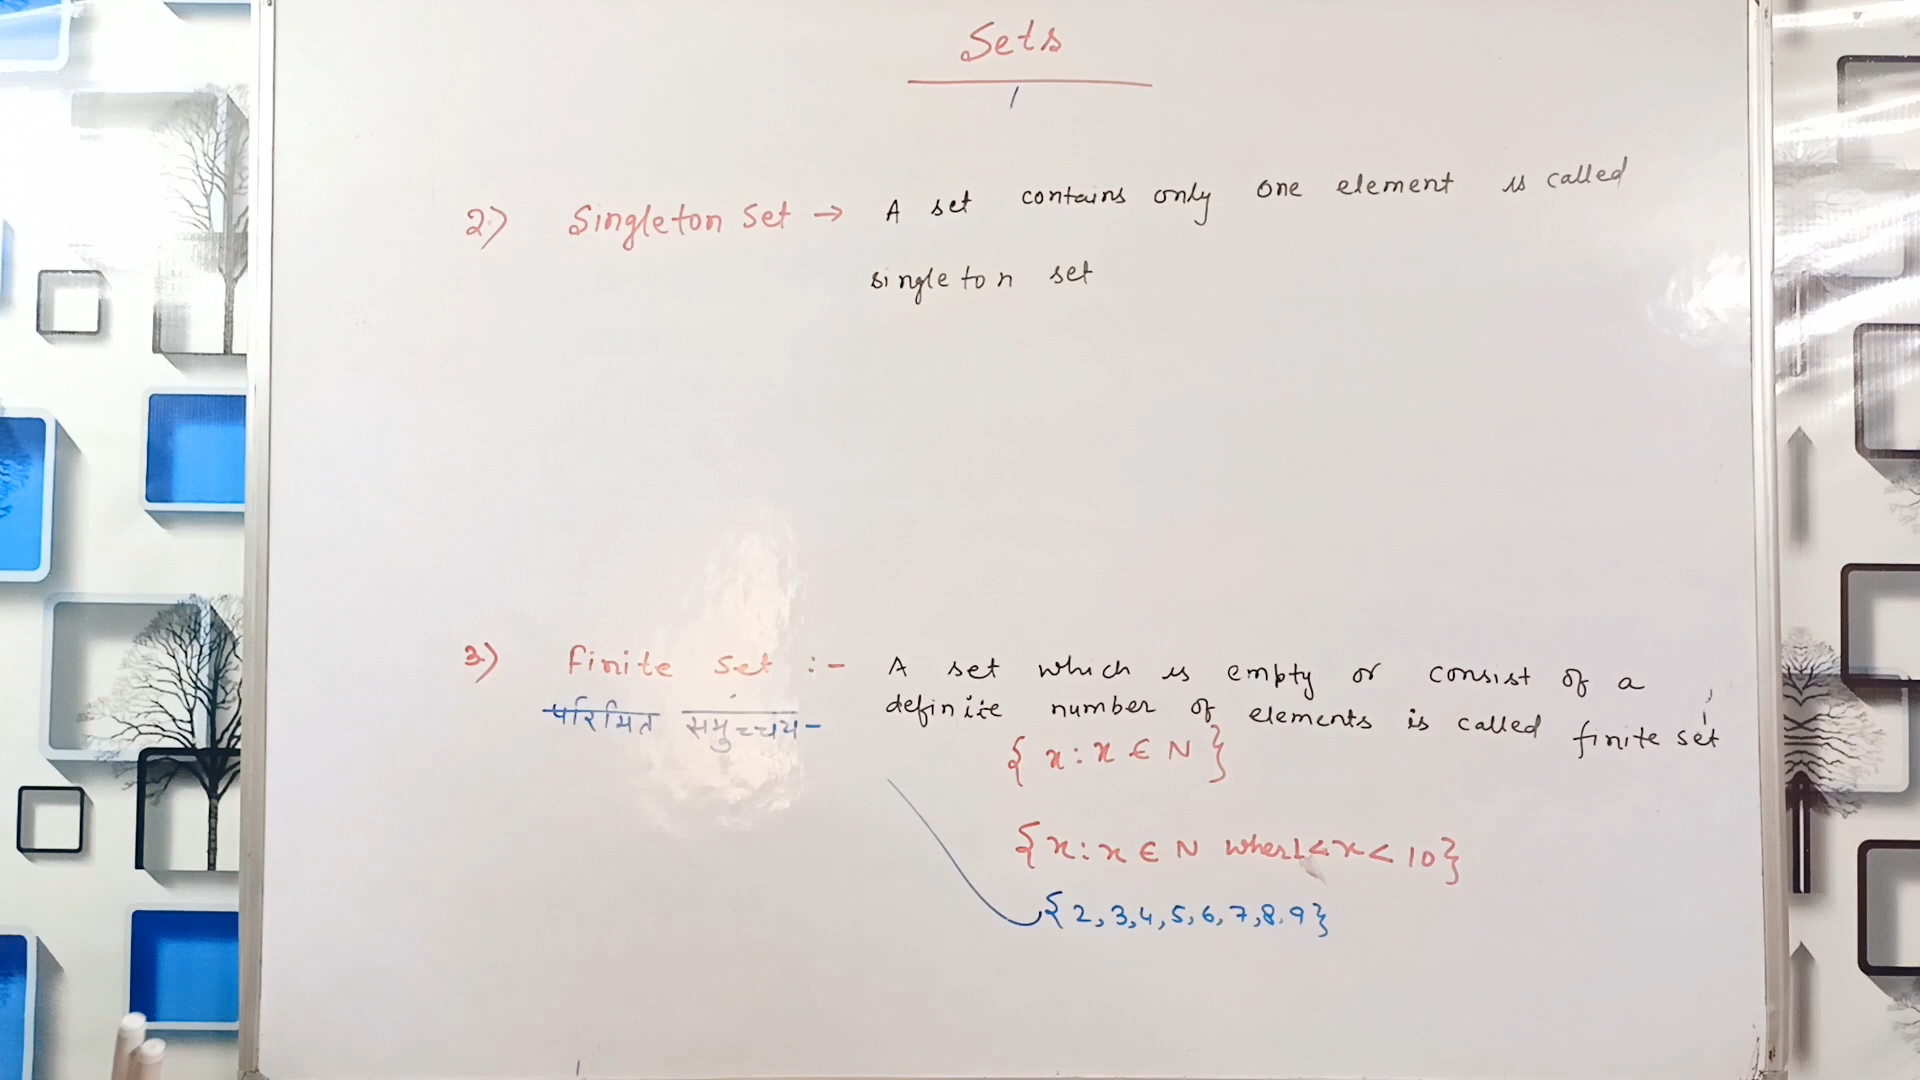 Sets
2.) Singleton Set → A set contains only one element is called
singleton set
3.) finite set :- A set which is empty or consist of a
परिमित समुच्चय- definite number of elements is called finite set
{ x : x ∈ N }
{ x : x ∈ N wher 1 < x < 10 }
{ 2, 3, 4, 5, 6, 7, 8, 9 }